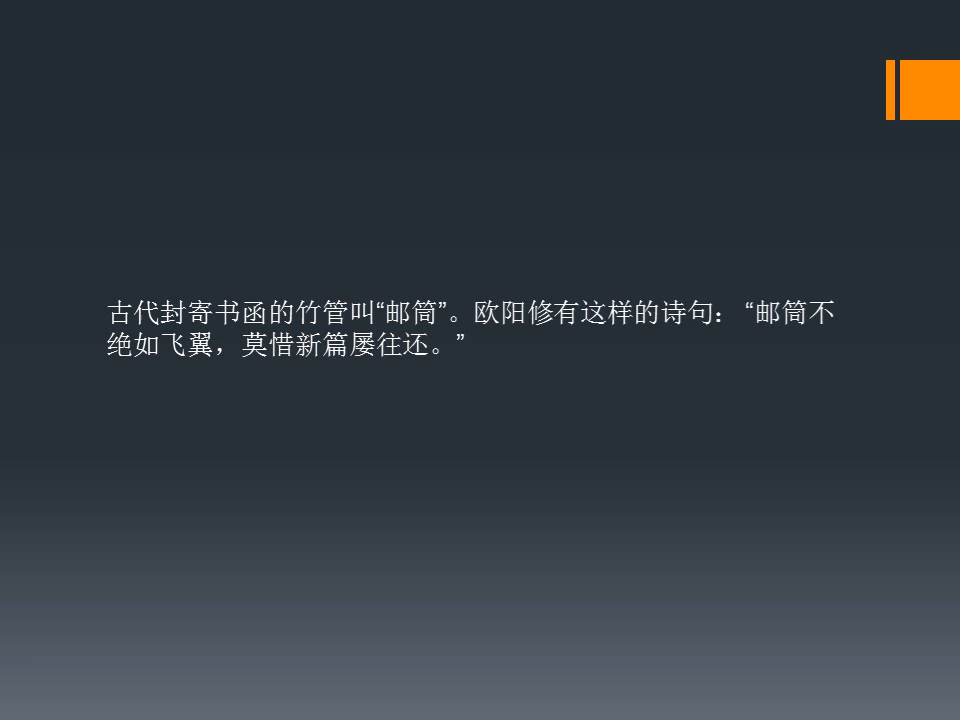 古代封寄书函的竹管叫“邮筒”。欧阳修有这样的诗句： “邮筒不
绝如飞翼，莫惜新篇屡往还。”